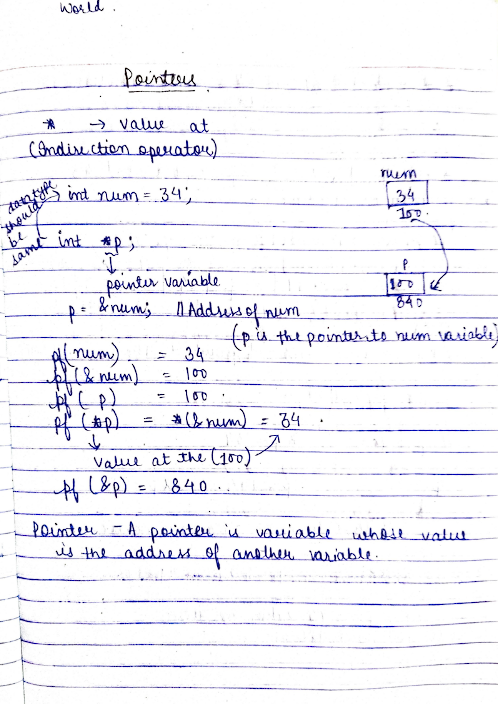 World.
Pointers
* → value at
(Indirection operator)
num
34
100
data type should be same
int num = 34;
int *p;
↓
pointer variable
p
100
840
p = &num; // Address of num
(p is the pointer to num variable)
pf(num) = 34
pf(&num) = 100
pf(p) = 100.
pf(*p) = *(&num) = 34.
↓
value at the (100)
pf(&p) = 840.
Pointer - A pointer is variable whose value
is the address of another variable.